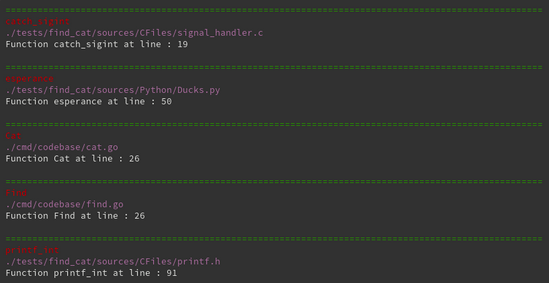 ================================================================================
catch_sigint
./tests/find_cat/sources/CFiles/signal_handler.c
Function catch_sigint at line : 19
================================================================================
esperance
./tests/find_cat/sources/Python/Ducks.py
Function esperance at line : 50
================================================================================
Cat
./cmd/codebase/cat.go
Function Cat at line : 26
================================================================================
Find
./cmd/codebase/find.go
Function Find at line : 26
================================================================================
printf_int
./tests/find_cat/sources/CFiles/printf.h
Function printf_int at line : 91